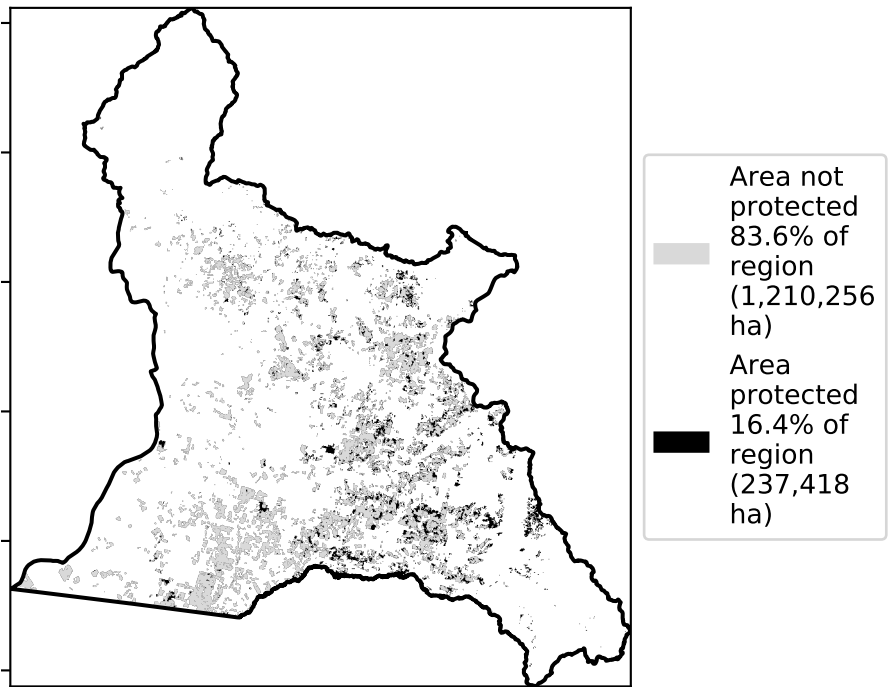 Area not
protected
83.6% of
region
(1,210,256
ha)
Area
protected
16.4% of
region
(237,418
ha)